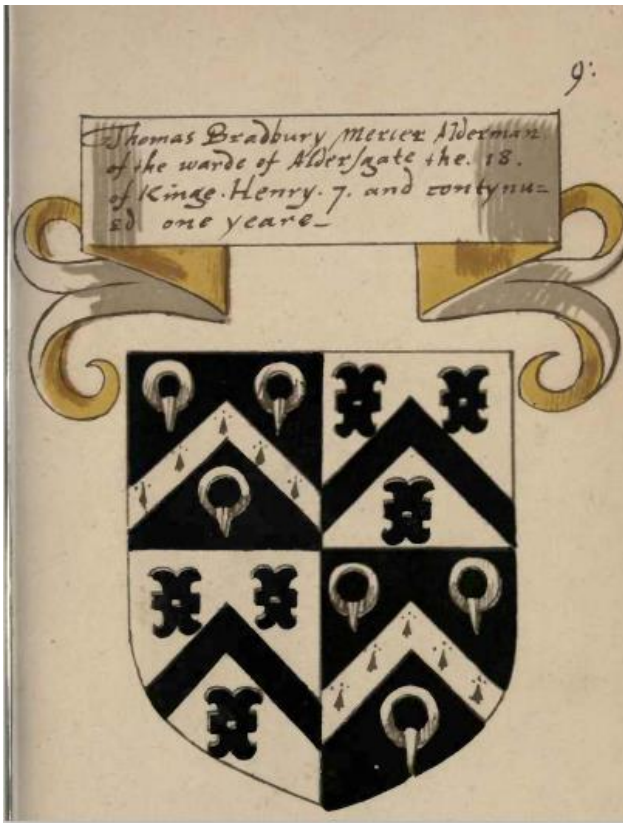 9.
Thomas Bradbury Mercer Alderman
of the warde of Aldersgate the. 18.
of Kinge. Henry. 7. and contynu=
ed one yeare_